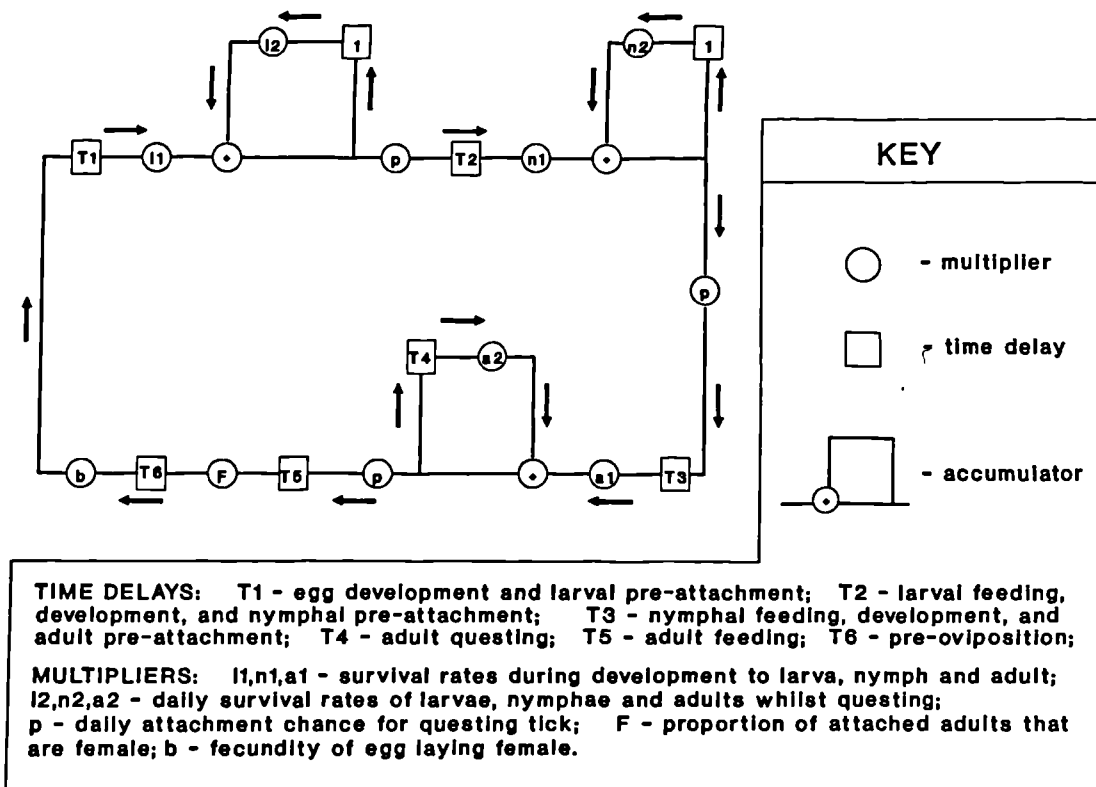 l2
1
n2
1
T1
l1
+
p
T2
n1
+
KEY
- multiplier
p
T4
a2
- time delay
b
T6
F
T5
p
+
a1
T3
- accumulator
+
TIME DELAYS: T1 - egg development and larval pre-attachment; T2 - larval feeding,
development, and nymphal pre-attachment; T3 - nymphal feeding, development, and
adult pre-attachment; T4 - adult questing; T5 - adult feeding; T6 - pre-oviposition;
MULTIPLIERS: l1,n1,a1 - survival rates during development to larva, nymph and adult;
l2,n2,a2 - daily survival rates of larvae, nymphae and adults whilst questing;
p - daily attachment chance for questing tick; F - proportion of attached adults that
are female; b - fecundity of egg laying female.